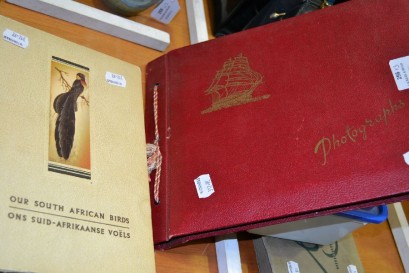 OUR SOUTH AFRICAN BIRDS
ONS SUID-AFRIKAANSE VOËLS
Photographs